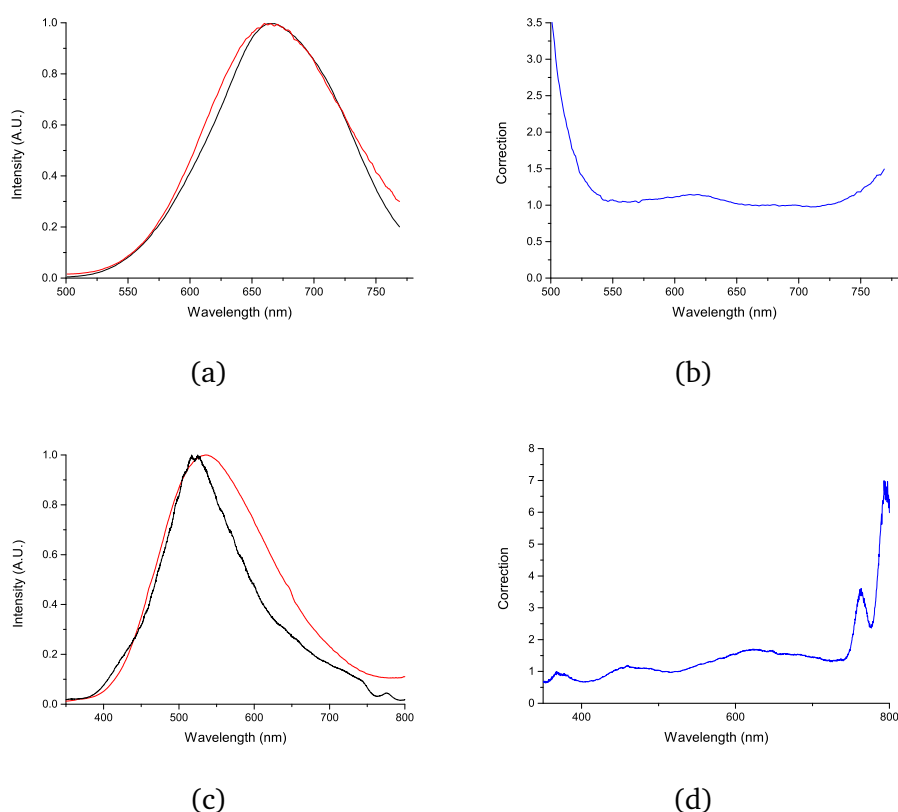 1.0
0.8
0.6
0.4
0.2
0.0
Intensity (A.U.)
500 550 600 650 700 750
Wavelength (nm)
(a)
3.5
3.0
2.5
2.0
1.5
1.0
0.5
0.0
Correction
500 550 600 650 700 750
Wavelength (nm)
(b)
1.0
0.8
0.6
0.4
0.2
0.0
Intensity (A.U.)
400 500 600 700 800
Wavelength (nm)
(c)
8
7
6
5
4
3
2
1
0
Correction
400 600 800
Wavelength (nm)
(d)